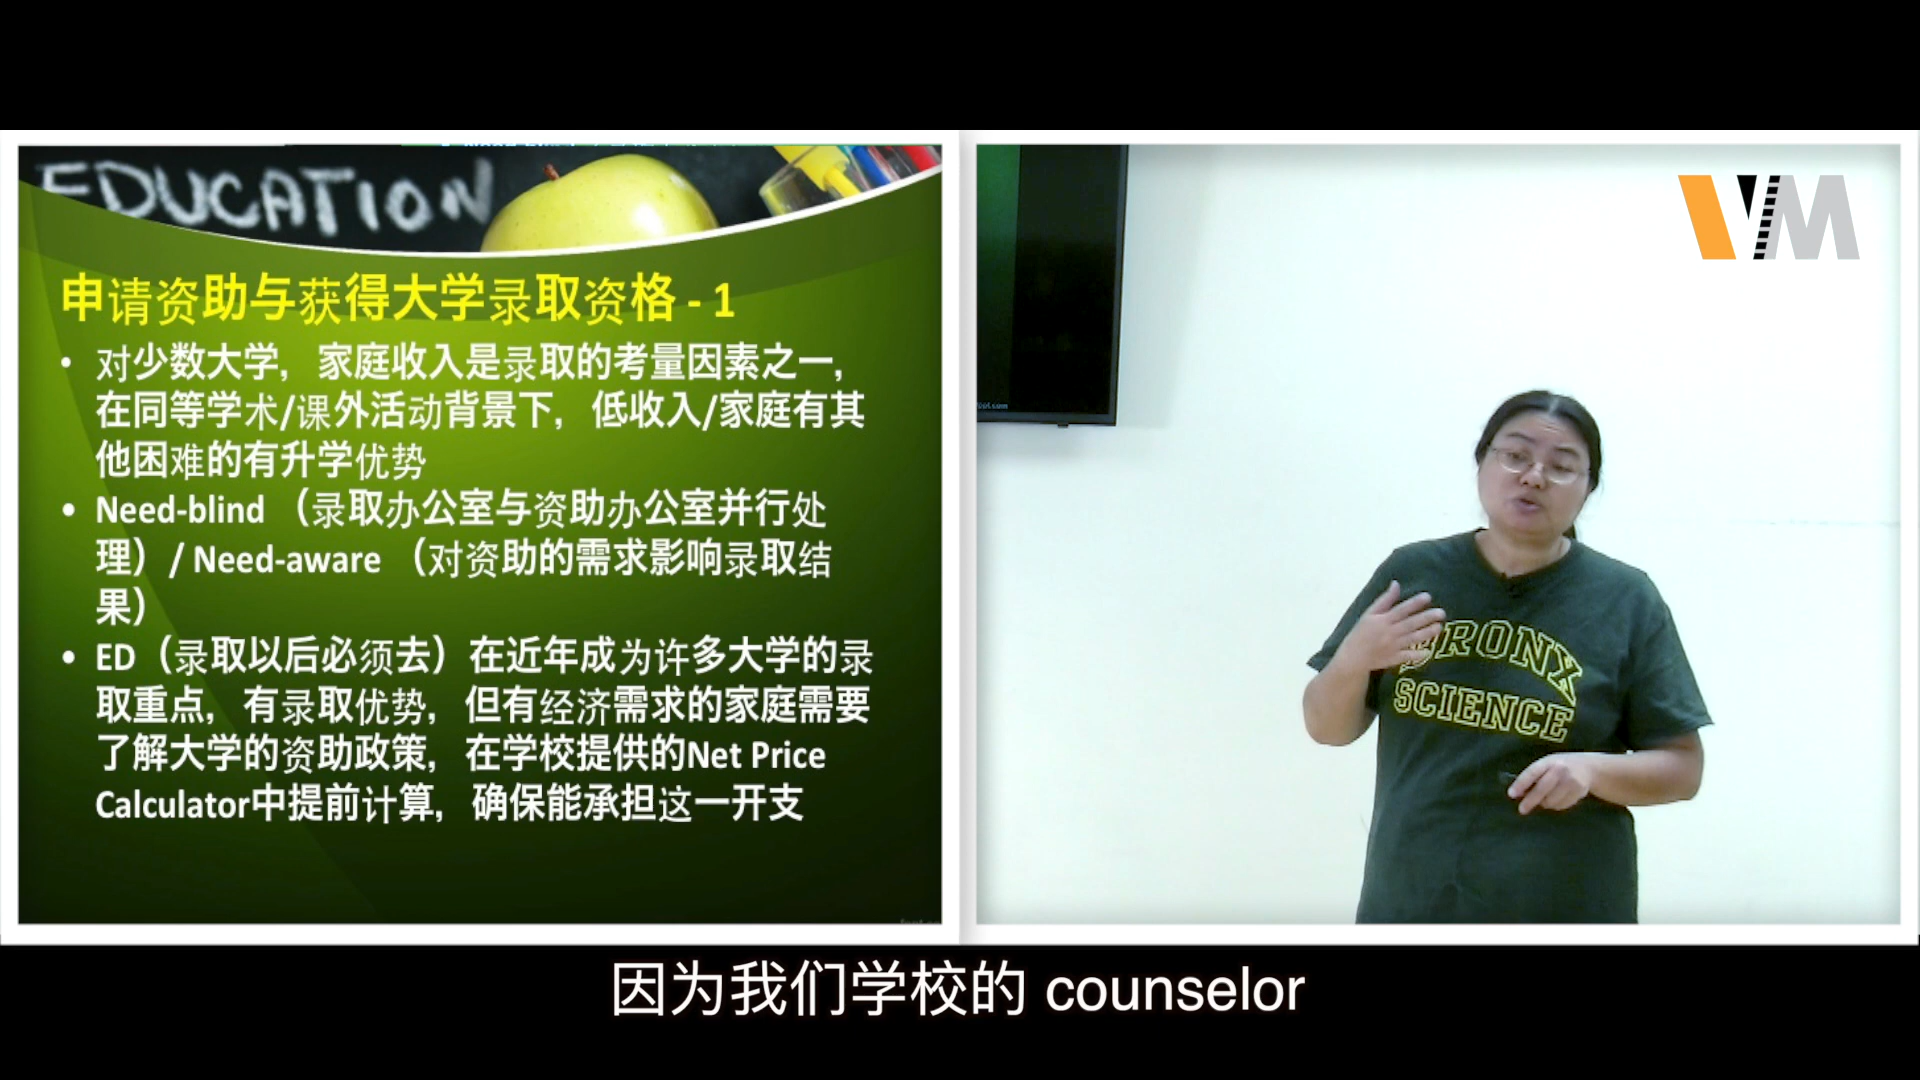 EDUCATION
申请资助与获得大学录取资格 - 1
• 对少数大学，家庭收入是录取的考量因素之一，
在同等学术/课外活动背景下，低收入/家庭有其
他困难的有升学优势
• Need-blind （录取办公室与资助办公室并行处
理）/ Need-aware （对资助的需求影响录取结
果）
• ED（录取以后必须去）在近年成为许多大学的录
取重点，有录取优势，但有经济需求的家庭需要
了解大学的资助政策，在学校提供的Net Price
Calculator中提前计算，确保能承担这一开支
VM
BRONX
SCIENCE
因为我们学校的 counselor